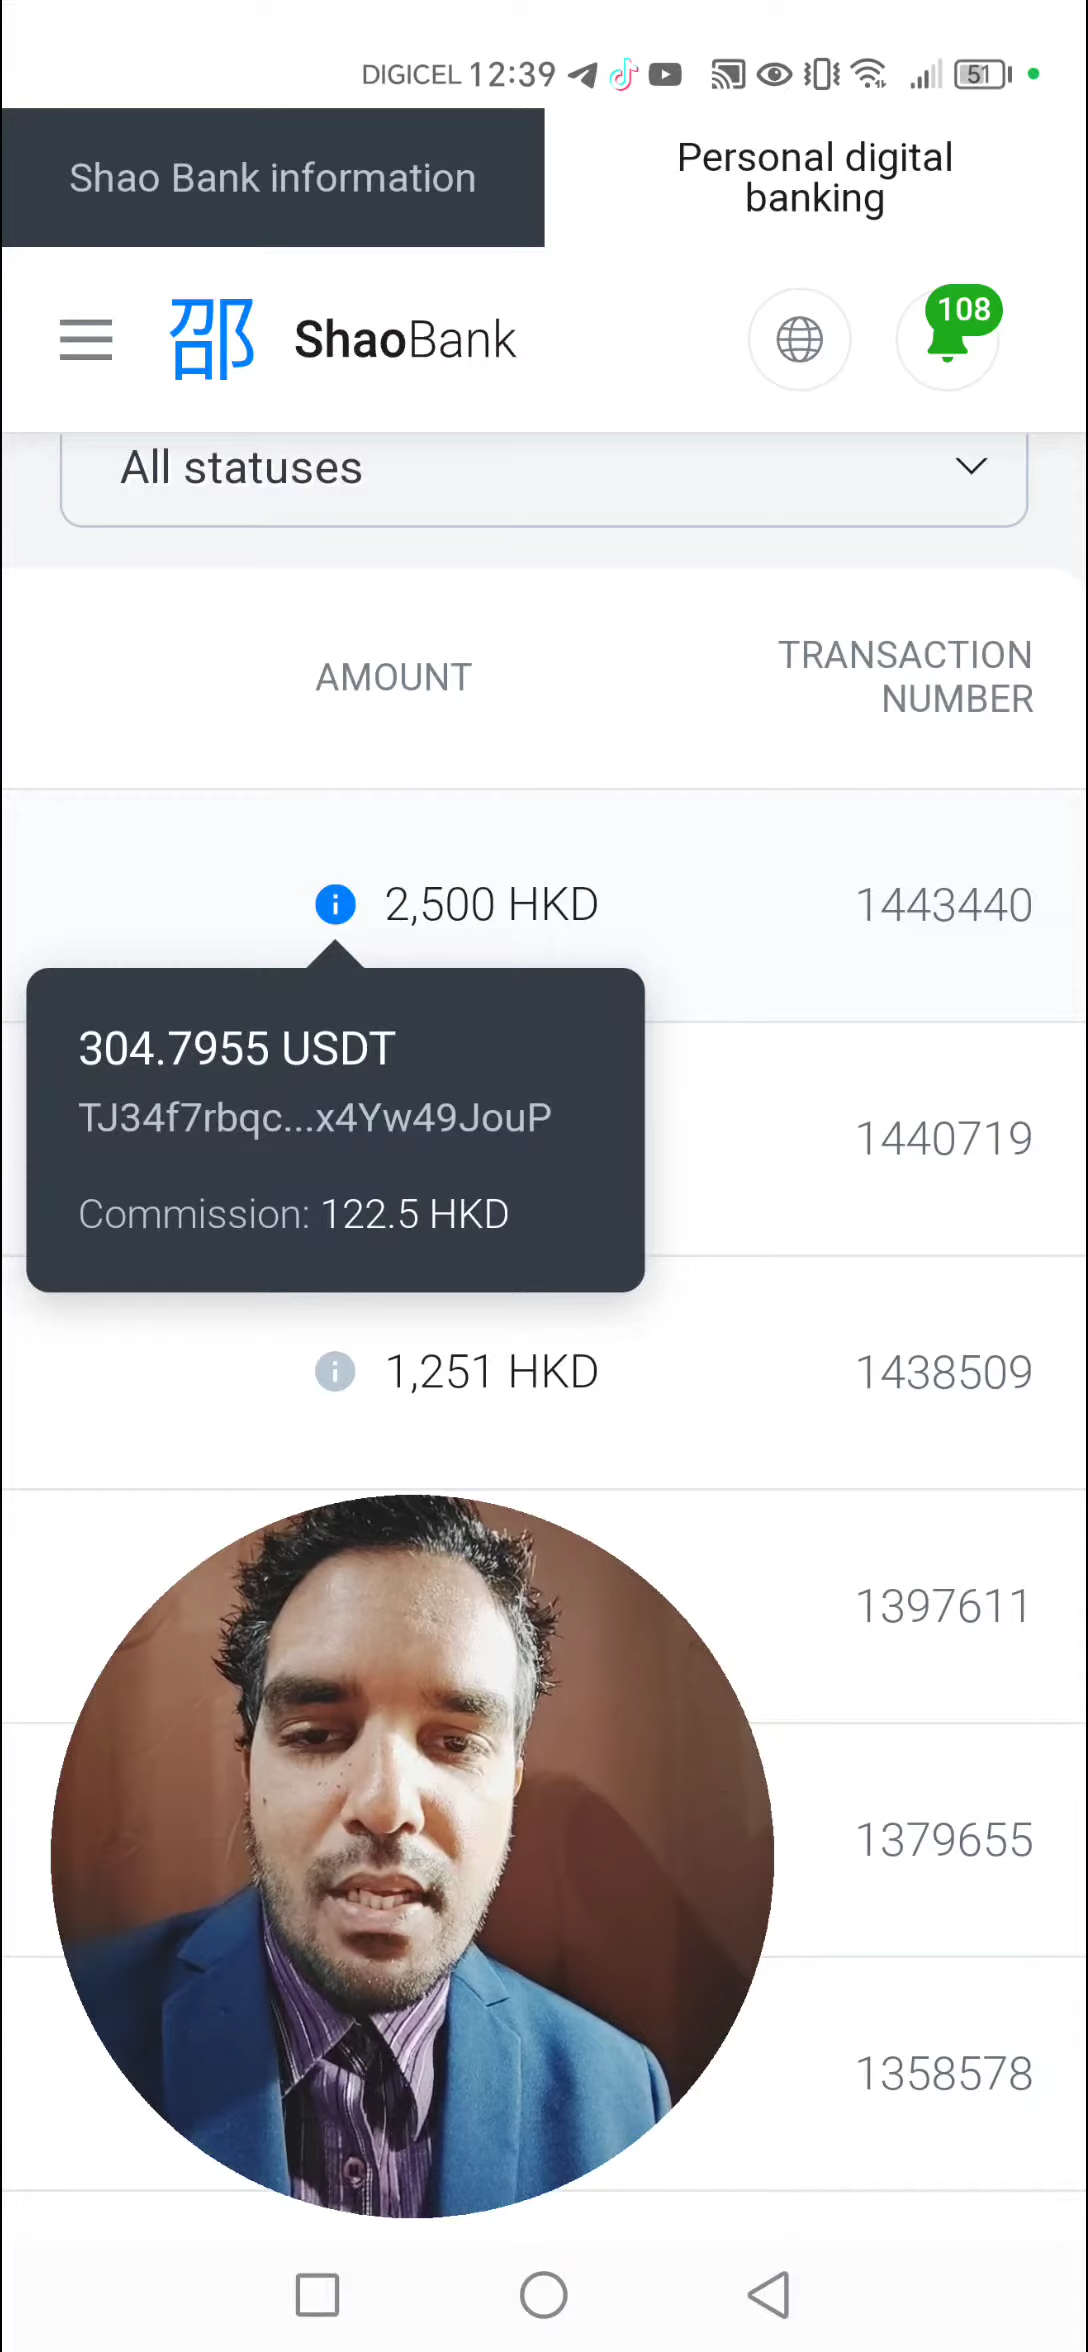 DIGICEL 12:39 51
Shao Bank information
Personal digital
banking
邵 ShaoBank
108
All statuses
AMOUNT
TRANSACTION
NUMBER
2,500 HKD 1443440
304.7955 USDT
TJ34f7rbqc...x4Yw49JouP
Commission: 122.5 HKD
1440719
1,251 HKD 1438509
1397611
1379655
1358578